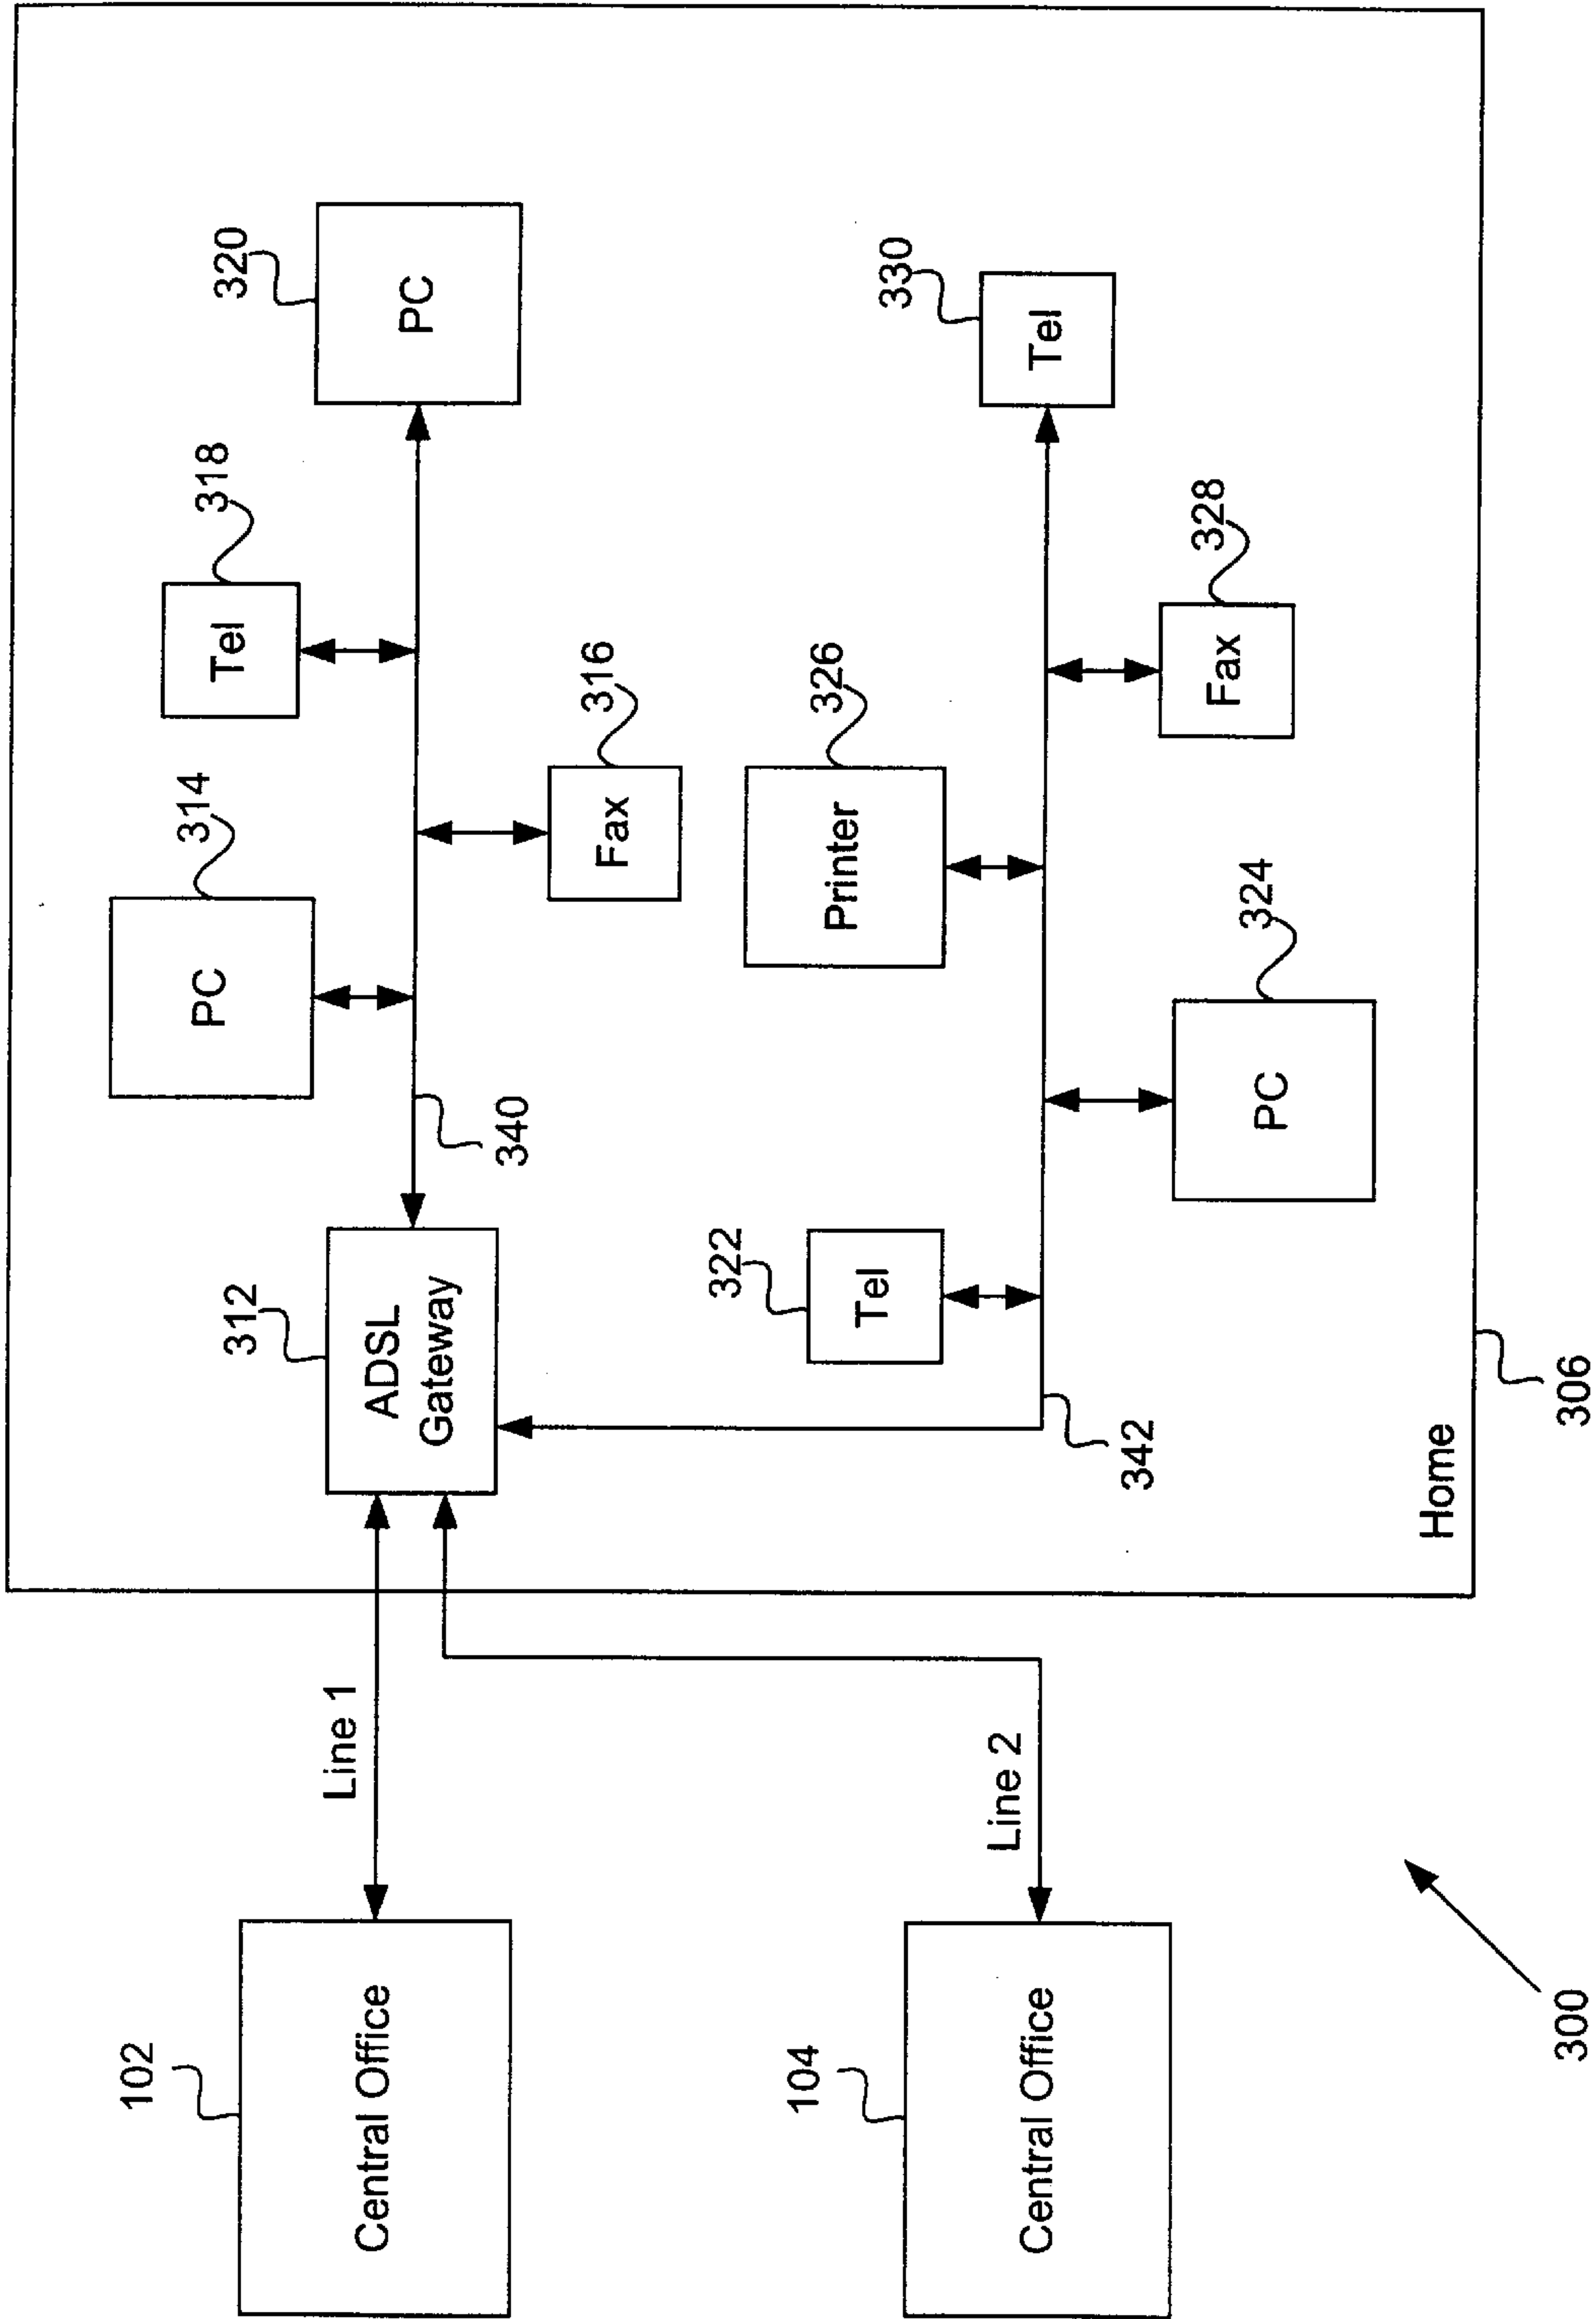 102
Central Office
Line 1
312
ADSL
Gateway
340
314
PC
318
Tel
316
Fax
320
PC
104
Central Office
Line 2
322
Tel
342
326
Printer
324
PC
328
Fax
330
Tel
Home
306
300